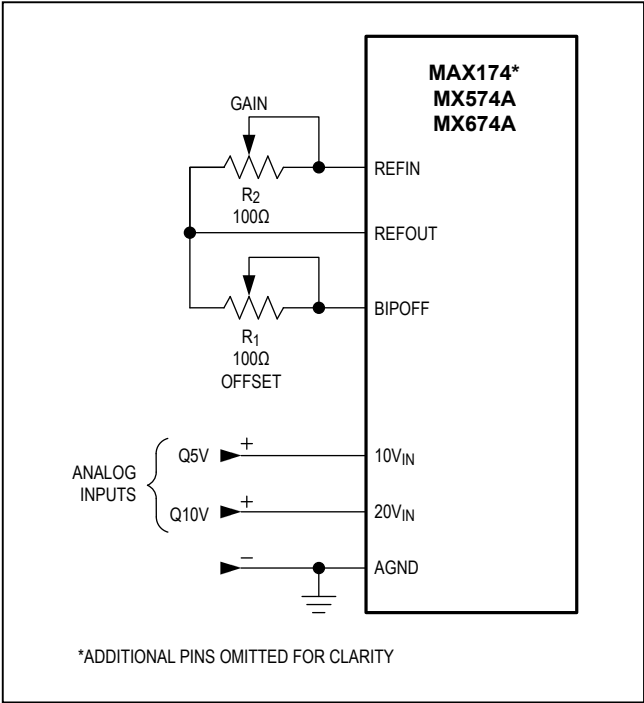 MAX174*
MX574A
MX674A
GAIN
REFIN
R2
100Ω
REFOUT
BIPOFF
R1
100Ω
OFFSET
ANALOG
INPUTS
Q5V
+
10VIN
Q10V
+
20VIN
–
AGND
*ADDITIONAL PINS OMITTED FOR CLARITY